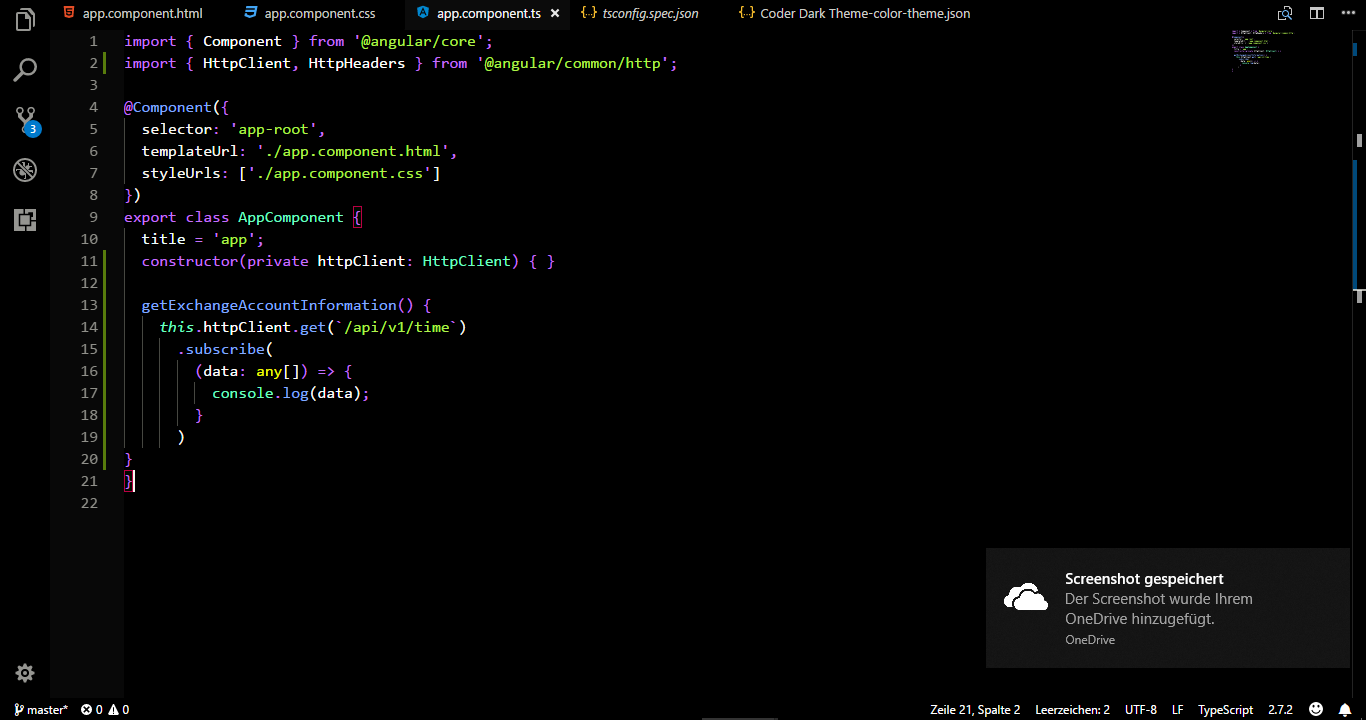 app.component.html
app.component.css
app.component.ts
tsconfig.spec.json
Coder Dark Theme-color-theme.json
1 import { Component } from '@angular/core';
2 import { HttpClient, HttpHeaders } from '@angular/common/http';
3
4 @Component({
5   selector: 'app-root',
6   templateUrl: './app.component.html',
7   styleUrls: ['./app.component.css']
8 })
9 export class AppComponent {
10   title = 'app';
11   constructor(private httpClient: HttpClient) { }
12
13   getExchangeAccountInformation() {
14     this.httpClient.get(`/api/v1/time`)
15       .subscribe(
16         (data: any[]) => {
17           console.log(data);
18         }
19       )
20 }
21 }
22
3
Screenshot gespeichert
Der Screenshot wurde Ihrem
OneDrive hinzugefügt.
OneDrive
master* 0 0 Zeile 21, Spalte 2 Leerzeichen: 2 UTF-8 LF TypeScript 2.7.2